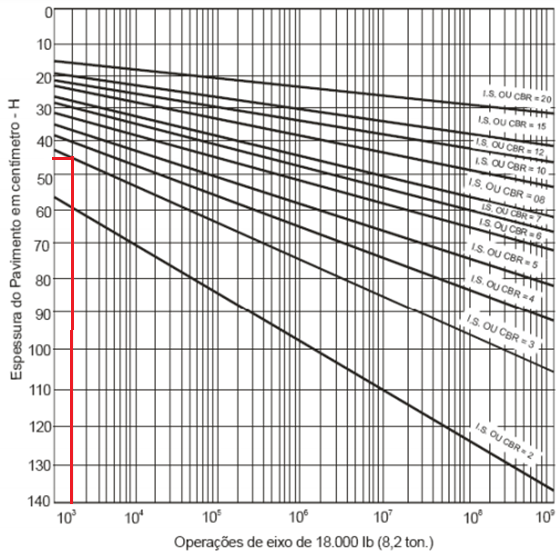 Espessura do Pavimento em centimetro - H
0
10
20
30
40
50
60
70
80
90
100
110
120
130
140
I.S. OU CBR = 20
I.S. OU CBR = 15
I.S. OU CBR = 12
I.S. OU CBR = 10
I.S. OU CBR = 08
I.S. OU CBR = 7
I.S. OU CBR = 6
I.S. OU CBR = 5
I.S. OU CBR = 4
I.S. OU CBR = 3
I.S. OU CBR = 2
10³ 10⁴ 10⁵ 10⁶ 10⁷ 10⁸ 10⁹
Operações de eixo de 18.000 lb (8,2 ton.)